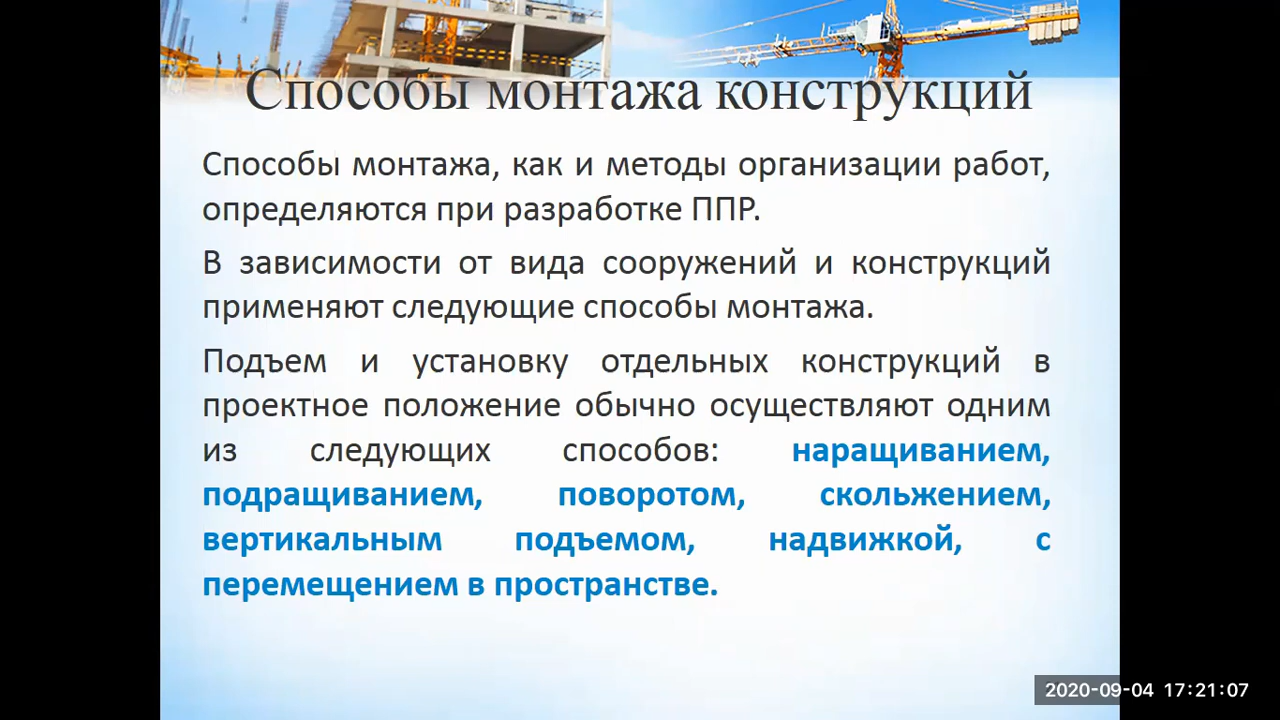 Способы монтажа конструкций
Способы монтажа, как и методы организации работ,
определяются при разработке ППР.
В зависимости от вида сооружений и конструкций
применяют следующие способы монтажа.
Подъем и установку отдельных конструкций в
проектное положение обычно осуществляют одним
из следующих способов: наращиванием,
подращиванием, поворотом, скольжением,
вертикальным подъемом, надвижкой, с
перемещением в пространстве.
2020-09-04 17:21:07